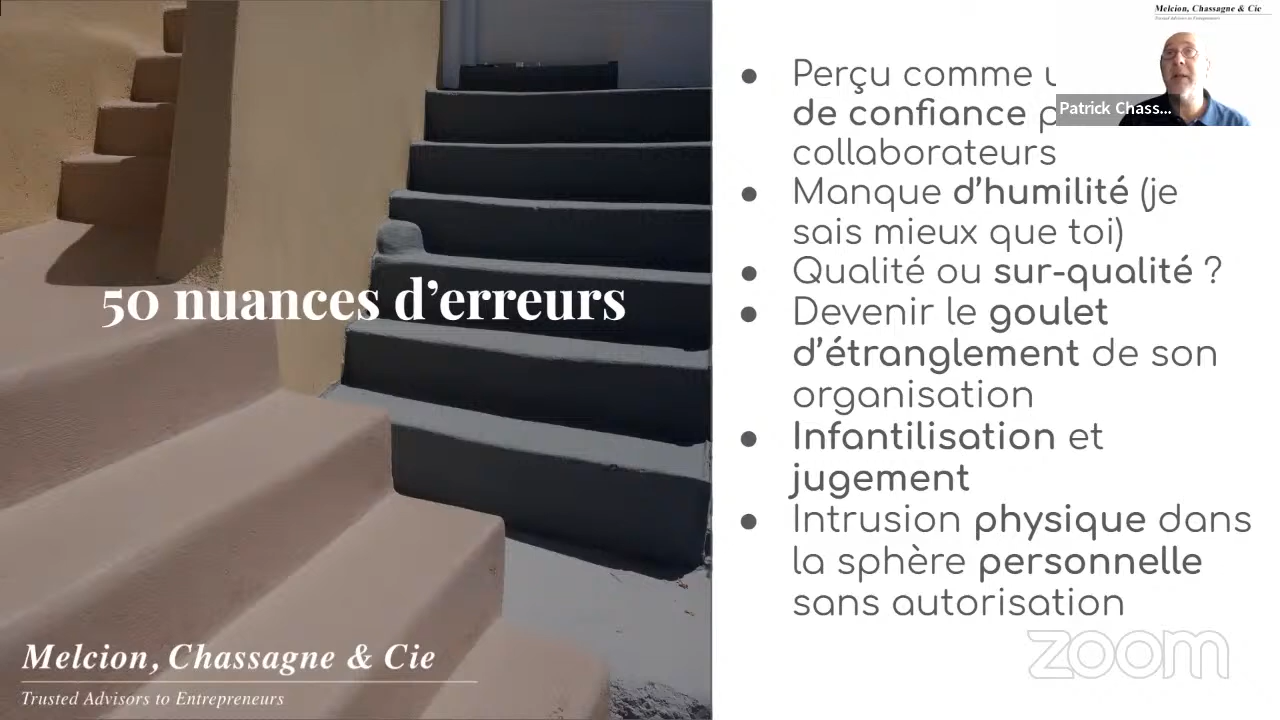 50 nuances d’erreurs
Melcion, Chassagne & Cie
Trusted Advisors to Entrepreneurs
Melcion, Chassagne & Cie
Trusted Advisors to Entrepreneurs
Patrick Chass...
● Perçu comme
de confiance
collaborateurs
● Manque d’humilité (je
sais mieux que toi)
● Qualité ou sur-qualité ?
● Devenir le goulet
d’étranglement de son
organisation
● Infantilisation et
jugement
● Intrusion physique dans
la sphère personnelle
sans autorisation
zoom